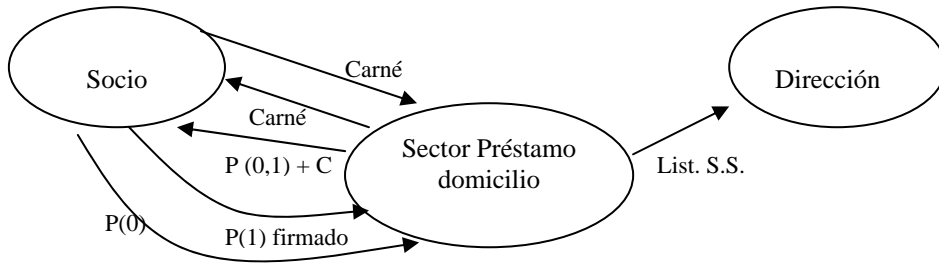 Carné
Socio
Dirección
Carné
Sector Préstamo
domicilio
P (0,1) + C
List. S.S.
P(0)
P(1) firmado